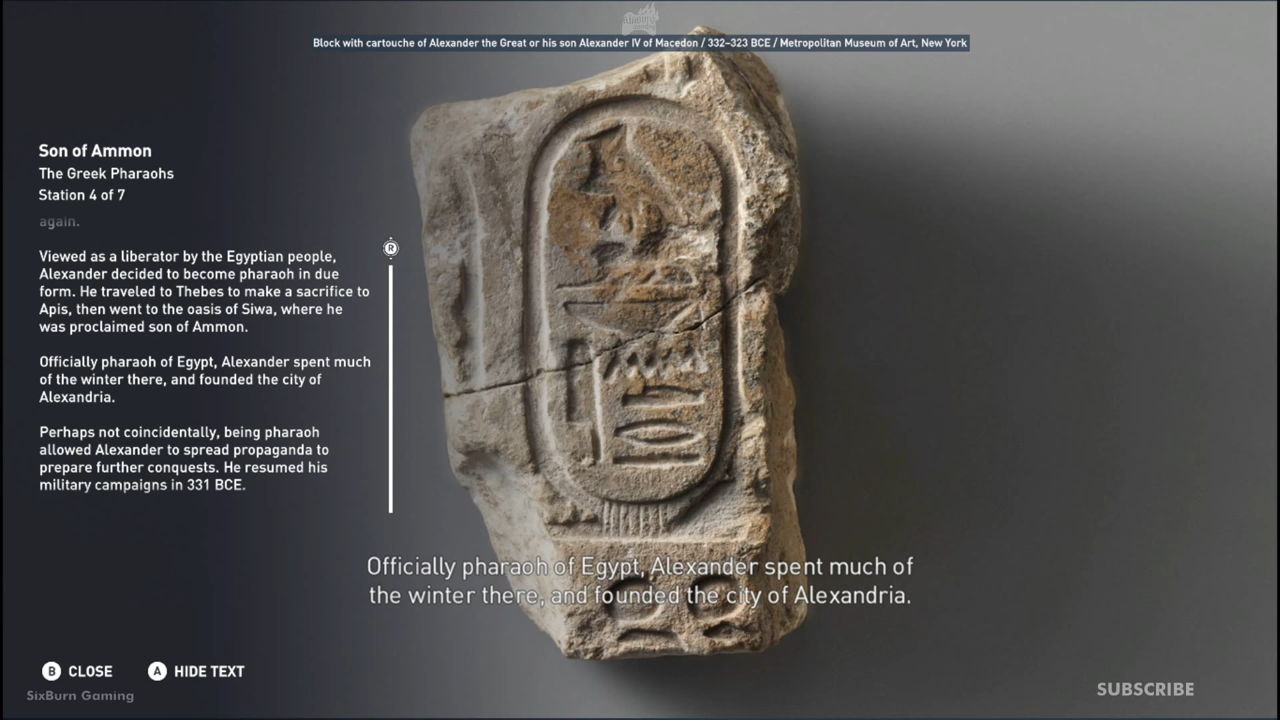 Block with cartouche of Alexander the Great or his son Alexander IV of Macedon / 332–323 BCE / Metropolitan Museum of Art, New York
Son of Ammon
The Greek Pharaohs
Station 4 of 7
again.
Viewed as a liberator by the Egyptian people,
Alexander decided to become pharaoh in due
form. He traveled to Thebes to make a sacrifice to
Apis, then went to the oasis of Siwa, where he
was proclaimed son of Ammon.
Officially pharaoh of Egypt, Alexander spent much
of the winter there, and founded the city of
Alexandria.
Perhaps not coincidentally, being pharaoh
allowed Alexander to spread propaganda to
prepare further conquests. He resumed his
military campaigns in 331 BCE.
R
Officially pharaoh of Egypt, Alexander spent much of
the winter there, and founded the city of Alexandria.
B CLOSE A HIDE TEXT
SixBurn Gaming
SUBSCRIBE